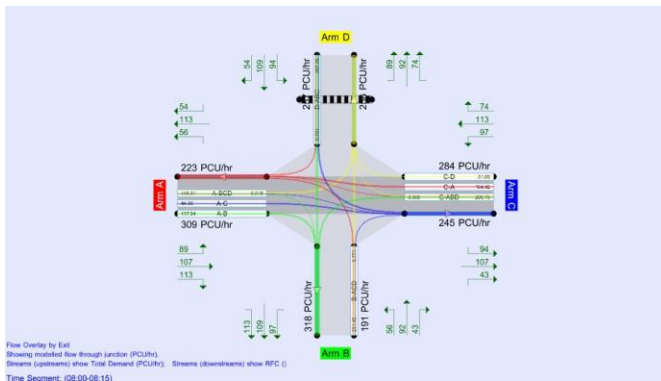 Arm D
54
109
94
89
92
74
54
113
56
74
113
97
223 PCU/hr
284 PCU/hr
C-D
C-A
C-ABD
A-BCD
A-C
A-B
Arm A
Arm C
309 PCU/hr
245 PCU/hr
89
107
113
94
107
43
318 PCU/hr
191 PCU/hr
113
109
97
56
92
43
Arm B
Flow Overlay by Exit
Showing modelled flow through junction (PCU/hr).
Streams (upstreams) show Total Demand (PCU/hr); Streams (downstreams) show RFC ()
Time Segment: (08:00-08:15)